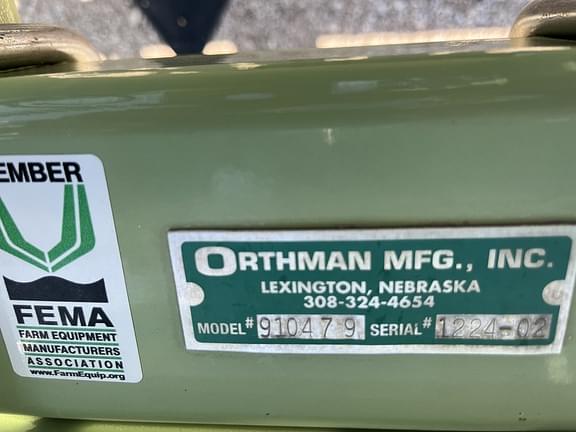 EMBER
FEMA
FARM EQUIPMENT
MANUFACTURERS
ASSOCIATION
www.FarmEquip.org
ORTHMAN MFG., INC.
LEXINGTON, NEBRASKA
308-324-4654
MODEL# 910479 SERIAL# 1224-02